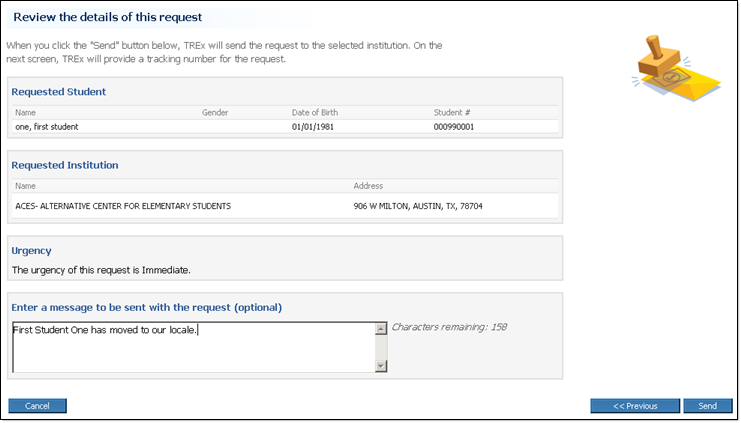 Review the details of this request
When you click the "Send" button below, TREx will send the request to the selected institution. On the
next screen, TREx will provide a tracking number for the request.
Requested Student
Name Gender Date of Birth Student #
one, first student 01/01/1981 000990001
Requested Institution
Name Address
ACES- ALTERNATIVE CENTER FOR ELEMENTARY STUDENTS 906 W MILTON, AUSTIN, TX, 78704
Urgency
The urgency of this request is Immediate.
Enter a message to be sent with the request (optional)
First Student One has moved to our locale. Characters remaining: 150
Cancel << Previous Send